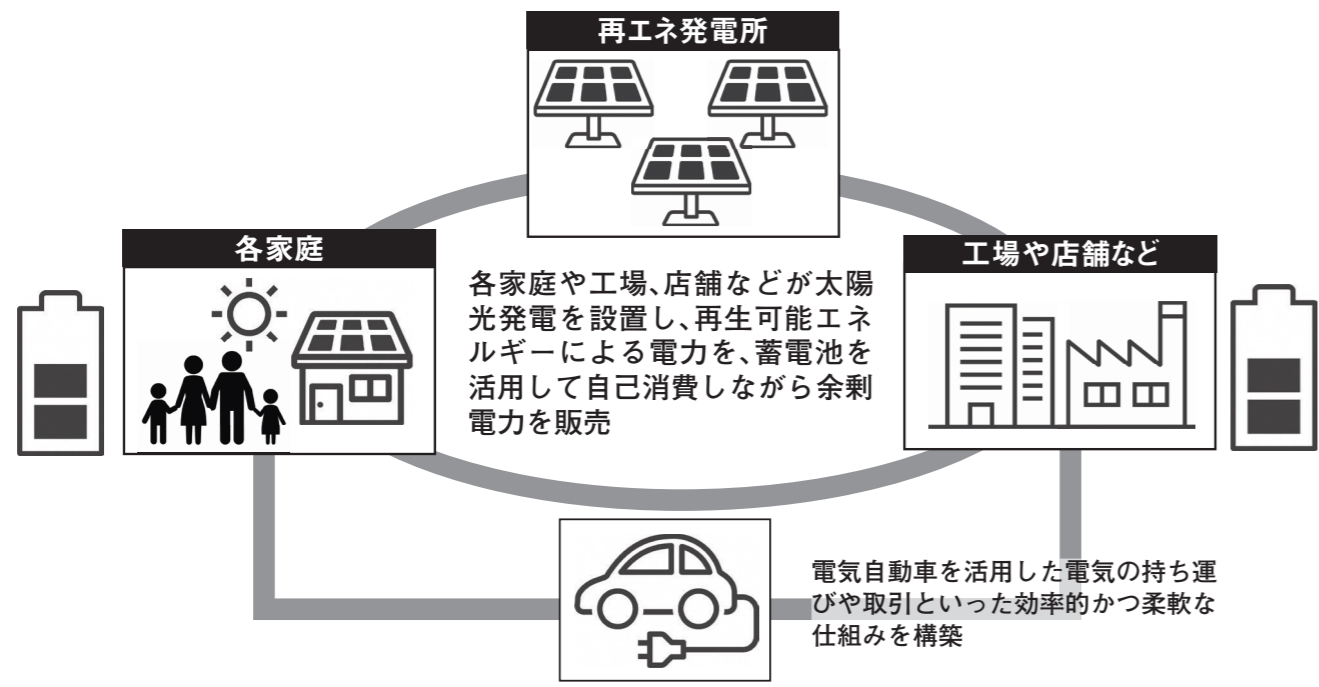 再エネ発電所
各家庭
工場や店舗など
各家庭や工場、店舗などが太陽
光発電を設置し、再生可能エネ
ルギーによる電力を、蓄電池を
活用して自己消費しながら余剰
電力を販売
電気自動車を活用した電気の持ち運
びや取引といった効率的かつ柔軟な
仕組みを構築